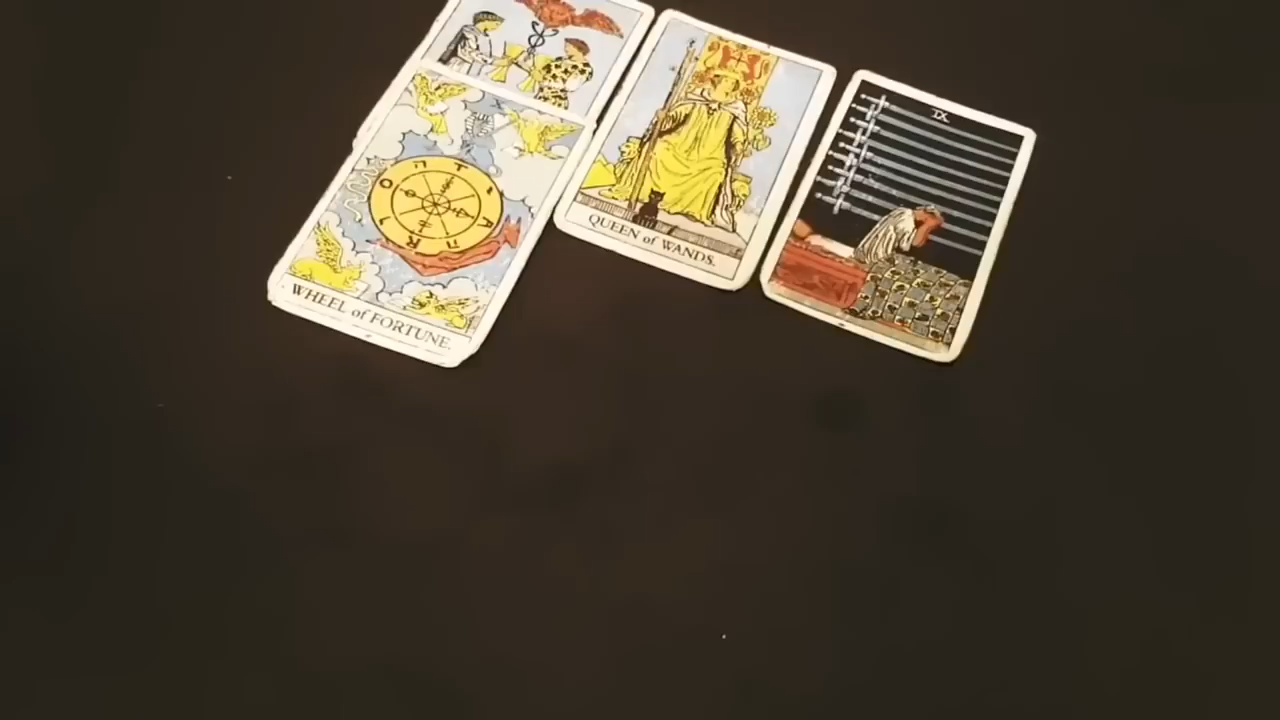 IX
QUEEN of WANDS.
WHEEL of FORTUNE.
T
A
R
O